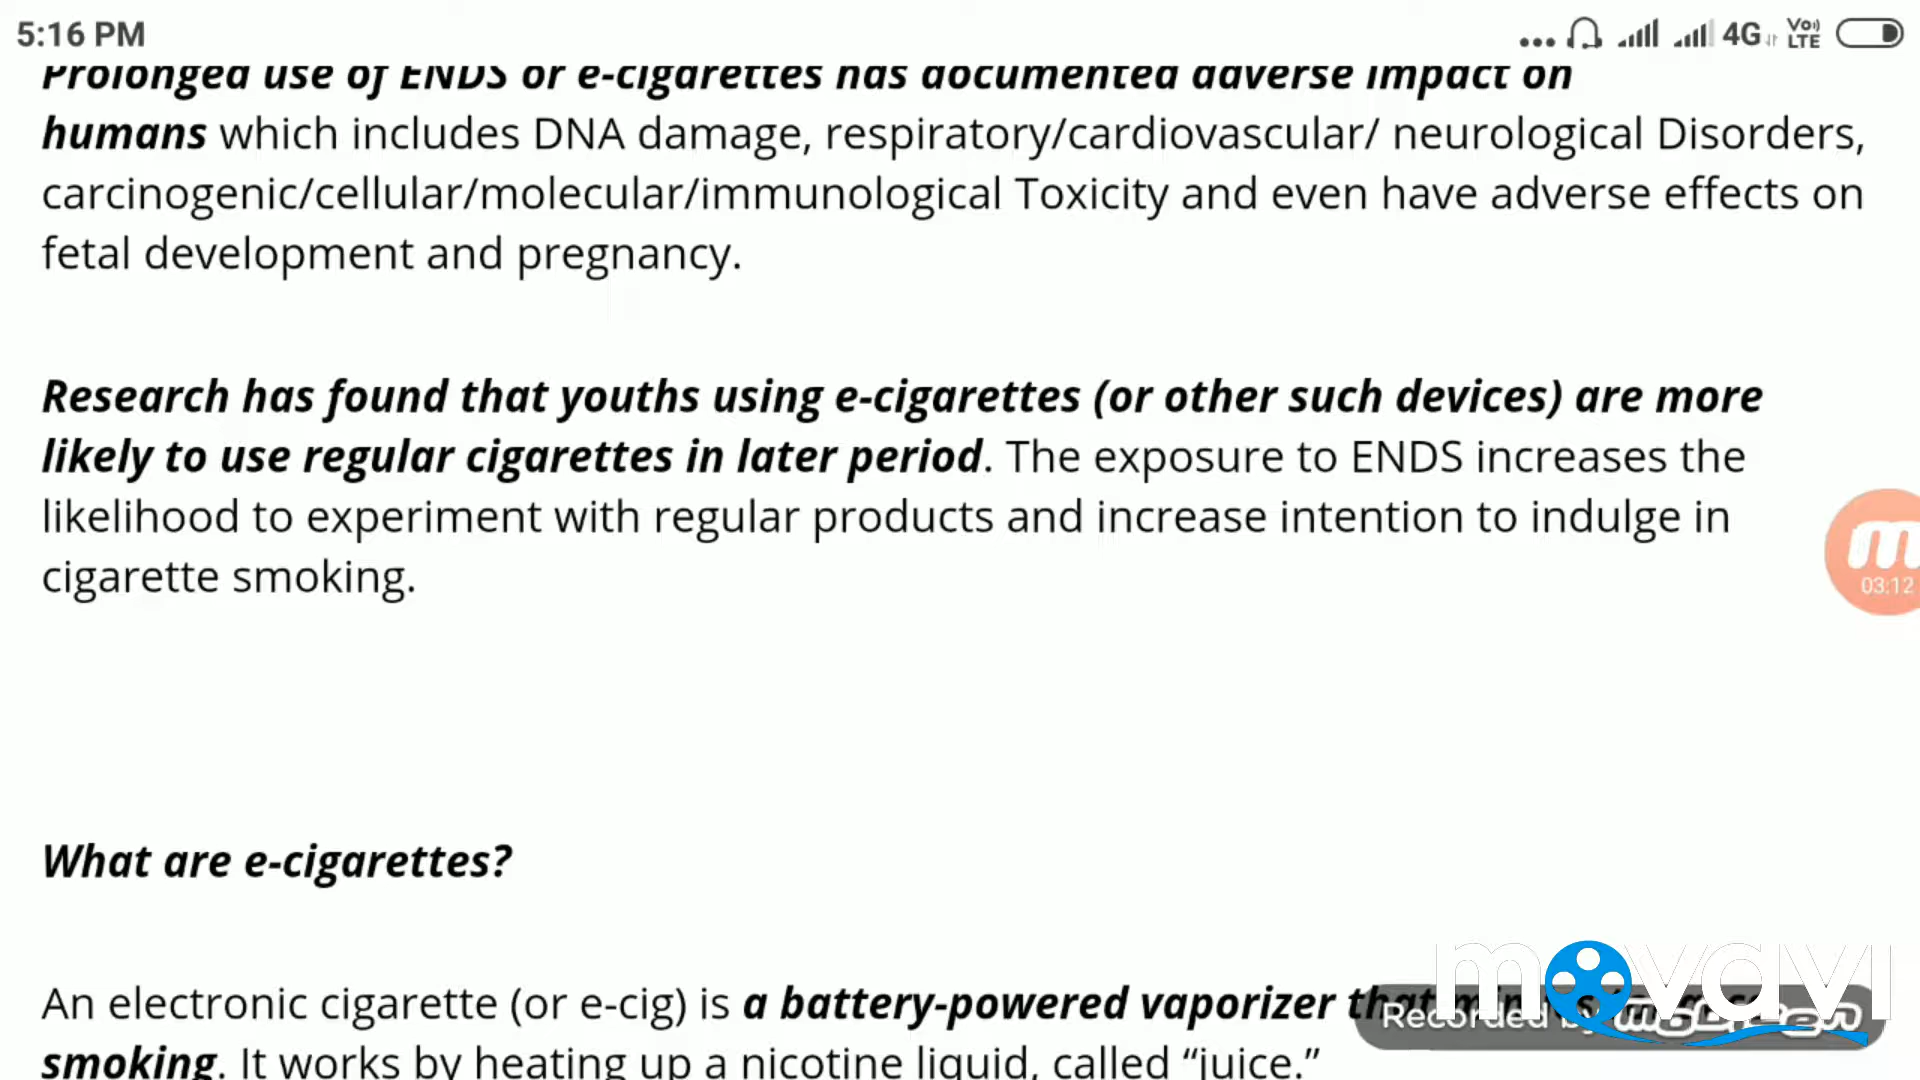 5:16 PM
4G
Vo)
LTE
Prolonged use of ENDS or e-cigarettes has documented adverse impact on
humans which includes DNA damage, respiratory/cardiovascular/ neurological Disorders,
carcinogenic/cellular/molecular/immunological Toxicity and even have adverse effects on
fetal development and pregnancy.
Research has found that youths using e-cigarettes (or other such devices) are more
likely to use regular cigarettes in later period. The exposure to ENDS increases the
likelihood to experiment with regular products and increase intention to indulge in
cigarette smoking.
03:12
What are e-cigarettes?
An electronic cigarette (or e-cig) is a battery-powered vaporizer that
smoking. It works by heating up a nicotine liquid, called “juice.”
movavi
Recorded by